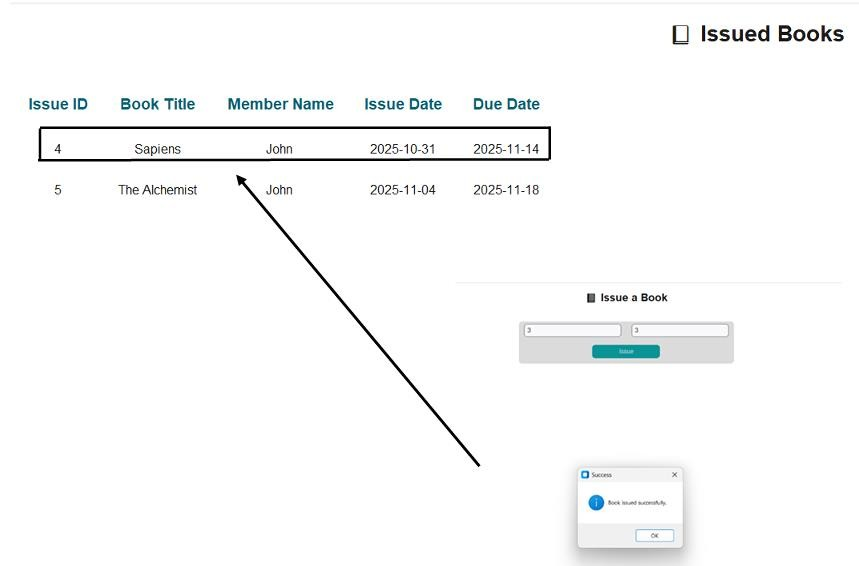 Issued Books
Issue ID Book Title Member Name Issue Date Due Date
4 Sapiens John 2025-10-31 2025-11-14
5 The Alchemist John 2025-11-04 2025-11-18
Issue a Book
3 3
Issue
Success
Book issued successfully.
OK